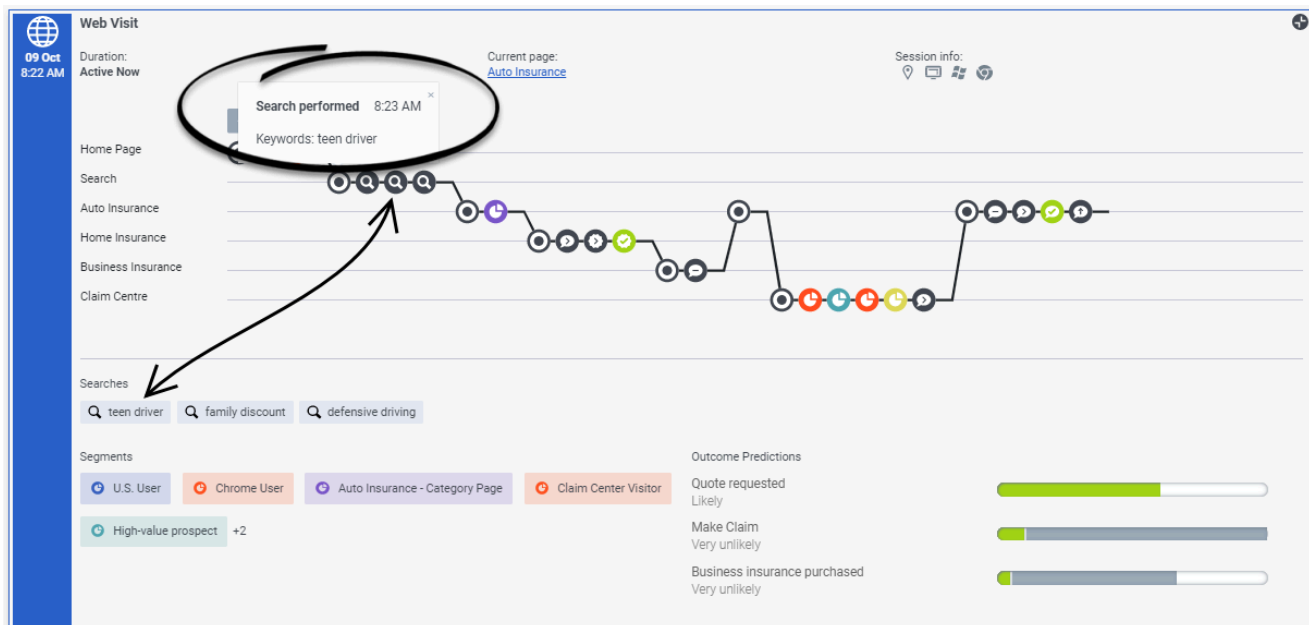 Web Visit
09 Oct
8:22 AM
Duration:
Active Now
Current page:
Auto Insurance
Session info:
Search performed 8:23 AM ×
Keywords: teen driver
Home Page
Search
Auto Insurance
Home Insurance
Business Insurance
Claim Centre
Searches
teen driver family discount defensive driving
Segments
U.S. User Chrome User Auto Insurance - Category Page Claim Center Visitor
High-value prospect +2
Outcome Predictions
Quote requested
Likely
Make Claim
Very unlikely
Business insurance purchased
Very unlikely